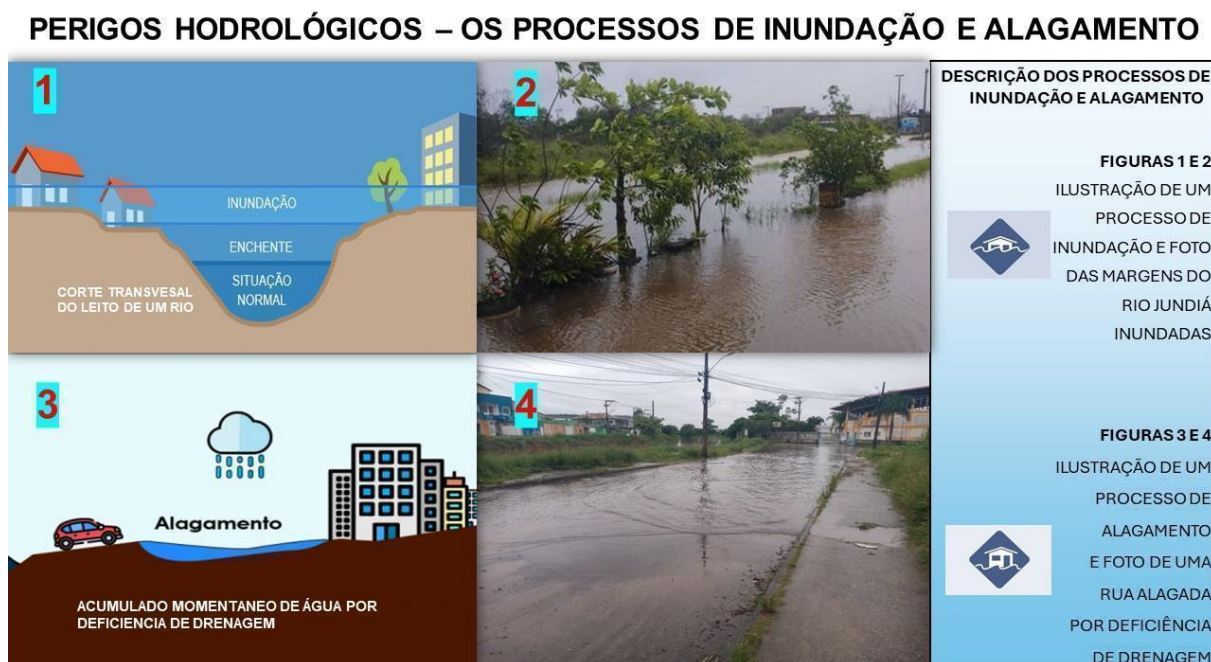 PERIGOS HODROLÓGICOS – OS PROCESSOS DE INUNDAÇÃO E ALAGAMENTO
1
INUNDAÇÃO
ENCHENTE
SITUAÇÃO
NORMAL
CORTE TRANSVESAL
DO LEITO DE UM RIO
2
3
Alagamento
ACUMULADO MOMENTANEO DE ÁGUA POR
DEFICIENCIA DE DRENAGEM
4
DESCRIÇÃO DOS PROCESSOS DE
INUNDAÇÃO E ALAGAMENTO
FIGURAS 1 E 2
ILUSTRAÇÃO DE UM
PROCESSO DE
INUNDAÇÃO E FOTO
DAS MARGENS DO
RIO JUNDIÁ
INUNDADAS
FIGURAS 3 E 4
ILUSTRAÇÃO DE UM
PROCESSO DE
ALAGAMENTO
E FOTO DE UMA
RUA ALAGADA
POR DEFICIÊNCIA
DE DRENAGEM